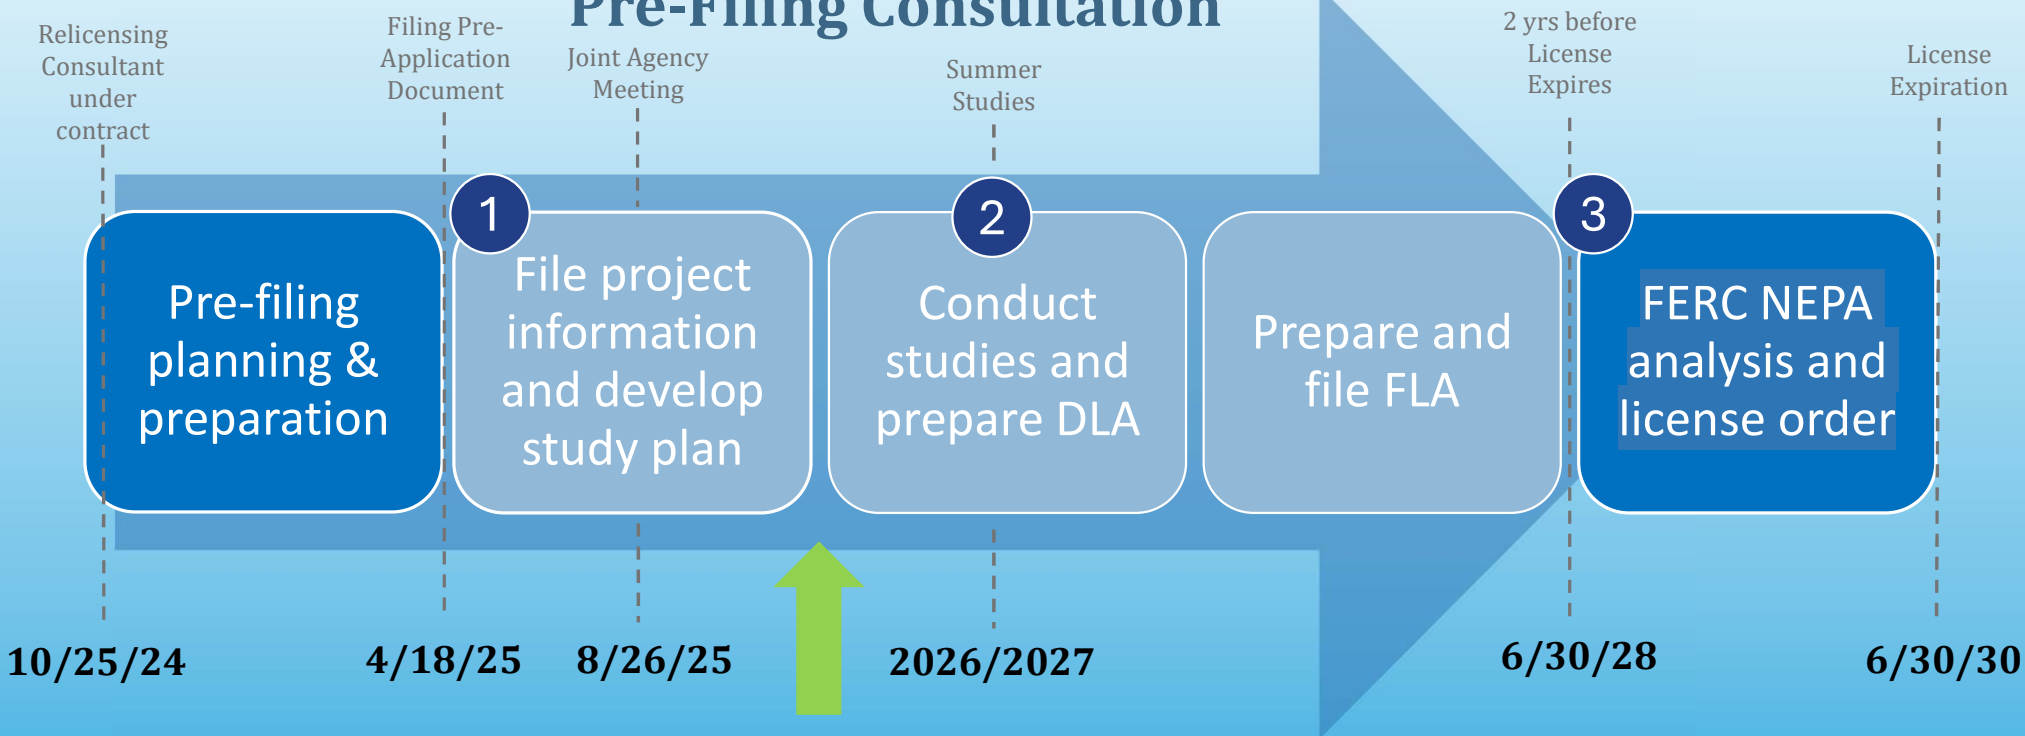 Pre-Filing Consultation
Relicensing
Consultant
under
contract
Filing Pre-
Application
Document
Joint Agency
Meeting
Summer
Studies
2 yrs before
License
Expires
License
Expiration
Pre-filing
planning &
preparation
1
File project
information
and develop
study plan
2
Conduct
studies and
prepare DLA
Prepare and
file FLA
3
FERC NEPA
analysis and
license order
10/25/24
4/18/25
8/26/25
2026/2027
6/30/28
6/30/30